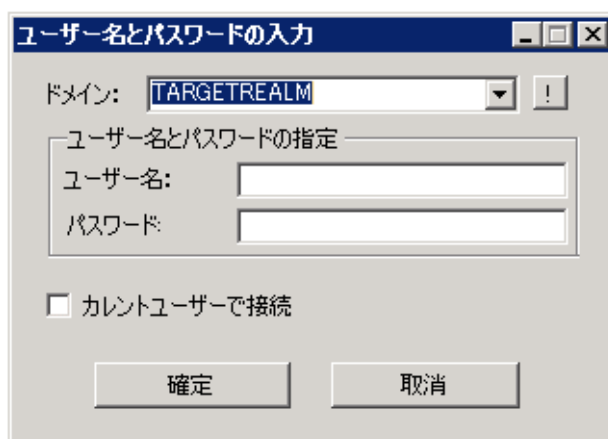 ユーザー名とパスワードの入力
ドメイン: TARGETREALM !
ユーザー名とパスワードの指定
ユーザー名:
パスワード:
カレントユーザーで接続
確定 取消